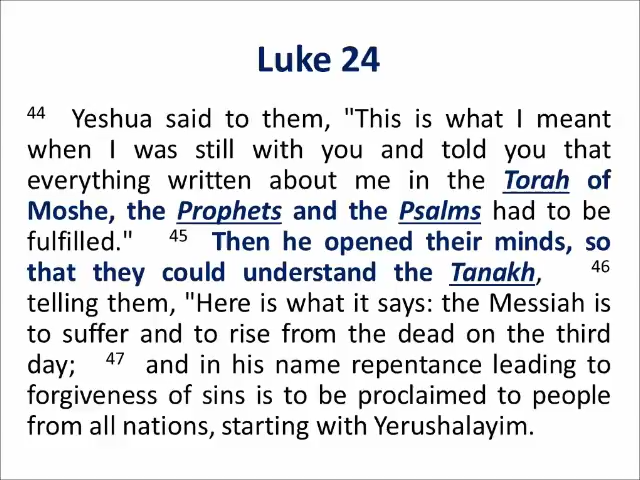 Luke 24
44 Yeshua said to them, "This is what I meant
when I was still with you and told you that
everything written about me in the Torah of
Moshe, the Prophets and the Psalms had to be
fulfilled." 45 Then he opened their minds, so
that they could understand the Tanakh, 46
telling them, "Here is what it says: the Messiah is
to suffer and to rise from the dead on the third
day; 47 and in his name repentance leading to
forgiveness of sins is to be proclaimed to people
from all nations, starting with Yerushalayim.